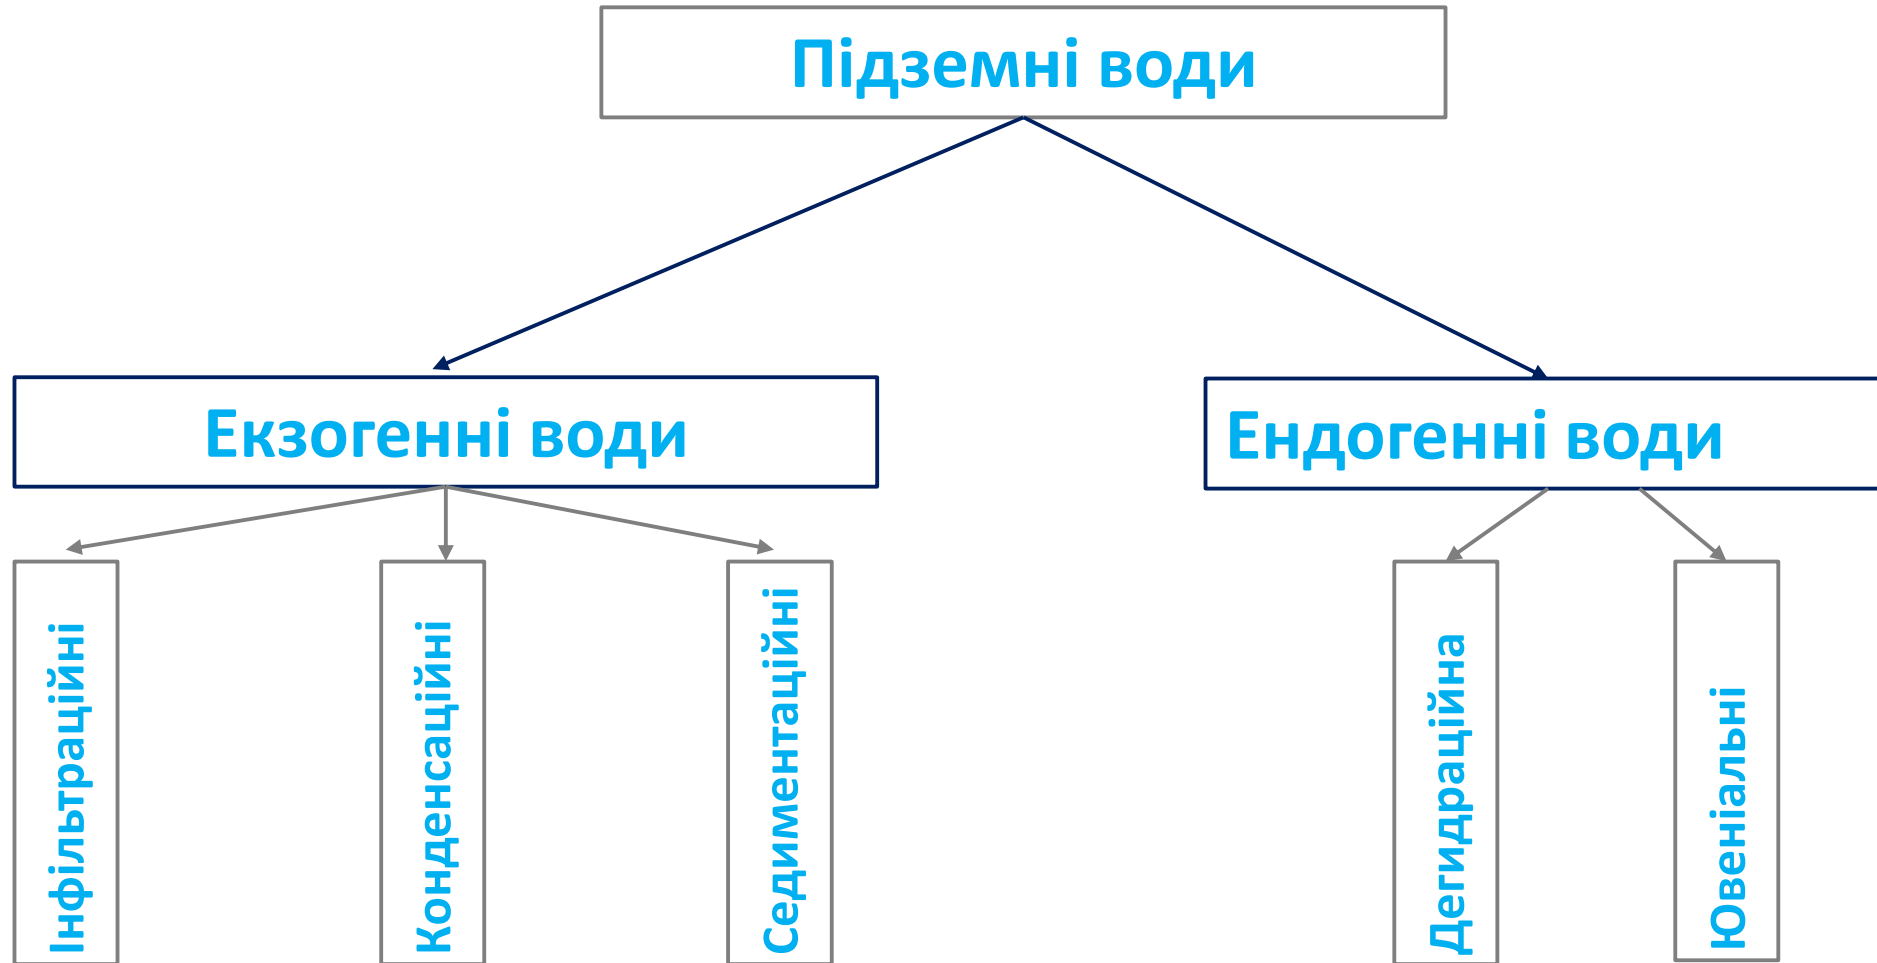 Підземні води
Екзогенні води
Ендогенні води
Інфільтраційні
Конденсаційні
Седиментаційні
Дегидраційна
Ювеніальні